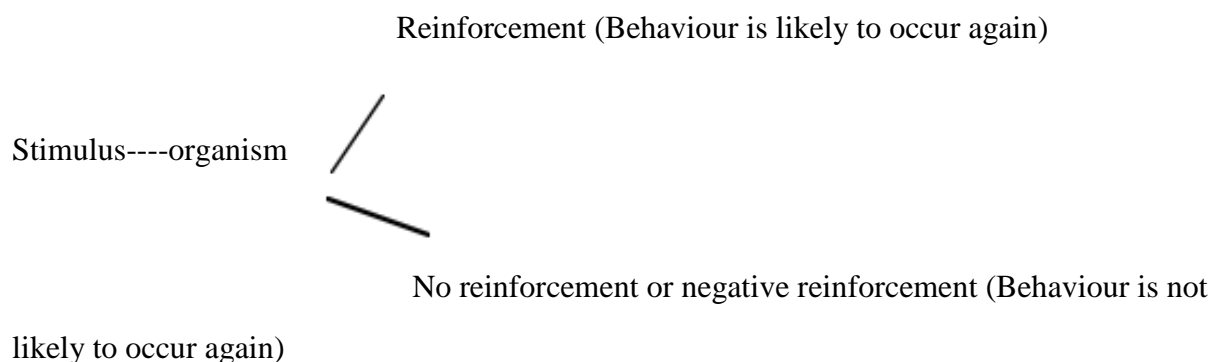 Reinforcement (Behaviour is likely to occur again)
Stimulus----organism
No reinforcement or negative reinforcement (Behaviour is not
likely to occur again)